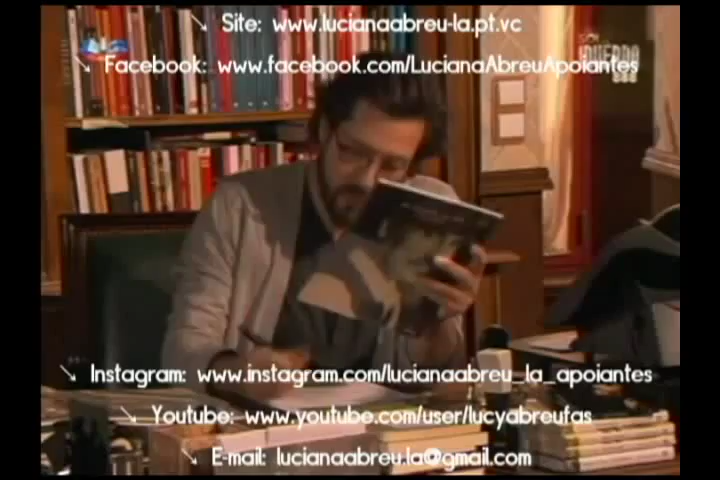 ↘ Site: www.lucianaabreu-la.pt.vc
↘ Facebook: www.facebook.com/LucianaAbreuApoiantes
↘ Instagram: www.instagram.com/lucianaabreu_la_apoiantes
↘ Youtube: www.youtube.com/user/lucyabreufas
↘ E-mail: lucianaabreu.la@gmail.com